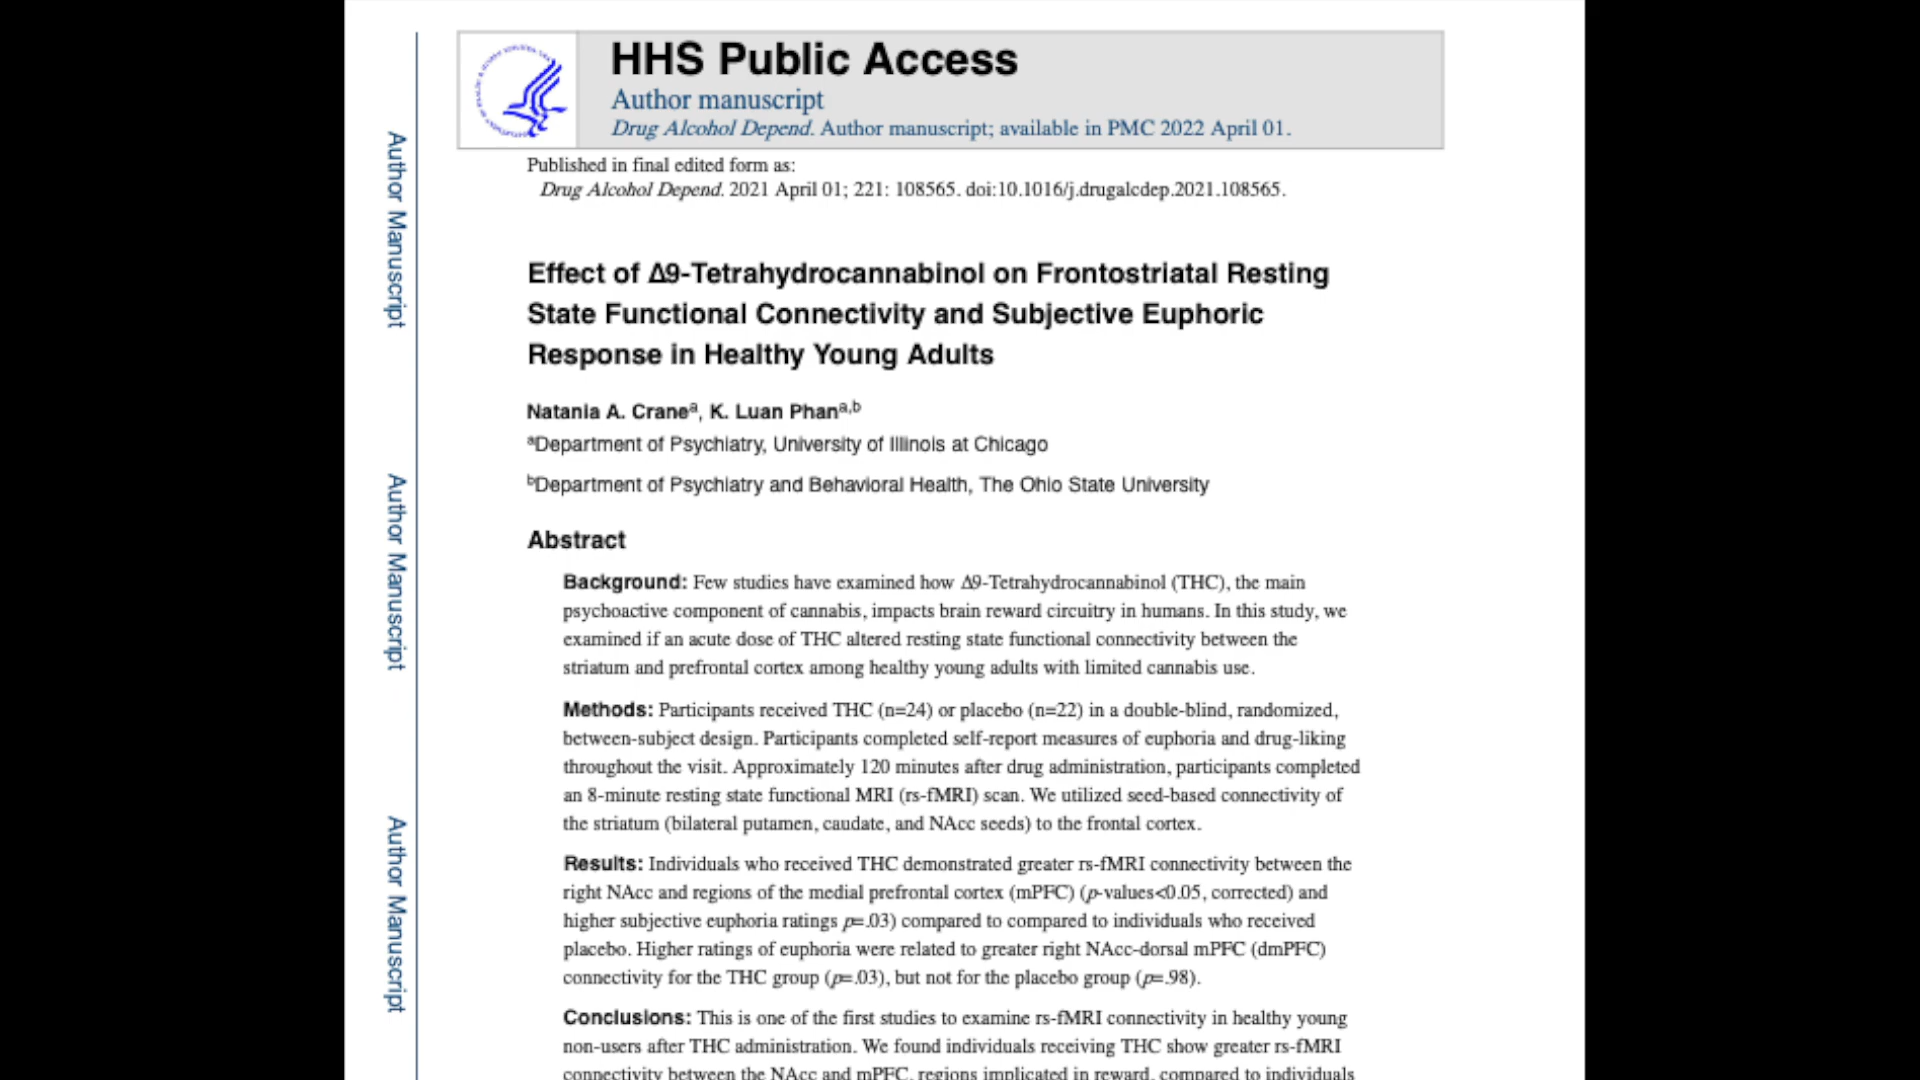 HHS Public Access
Author manuscript
Drug Alcohol Depend. Author manuscript; available in PMC 2022 April 01.
Published in final edited form as:
Drug Alcohol Depend. 2021 April 01; 221: 108565. doi:10.1016/j.drugalcdep.2021.108565.
Effect of Δ9-Tetrahydrocannabinol on Frontostriatal Resting
State Functional Connectivity and Subjective Euphoric
Response in Healthy Young Adults
Natania A. Craneᵃ, K. Luan Phanᵃ,ᵇ
ᵃDepartment of Psychiatry, University of Illinois at Chicago
ᵇDepartment of Psychiatry and Behavioral Health, The Ohio State University
Abstract
Background: Few studies have examined how Δ9-Tetrahydrocannabinol (THC), the main
psychoactive component of cannabis, impacts brain reward circuitry in humans. In this study, we
examined if an acute dose of THC altered resting state functional connectivity between the
striatum and prefrontal cortex among healthy young adults with limited cannabis use.
Methods: Participants received THC (n=24) or placebo (n=22) in a double-blind, randomized,
between-subject design. Participants completed self-report measures of euphoria and drug-liking
throughout the visit. Approximately 120 minutes after drug administration, participants completed
an 8-minute resting state functional MRI (rs-fMRI) scan. We utilized seed-based connectivity of
the striatum (bilateral putamen, caudate, and NAcc seeds) to the frontal cortex.
Results: Individuals who received THC demonstrated greater rs-fMRI connectivity between the
right NAcc and regions of the medial prefrontal cortex (mPFC) (p-values<0.05, corrected) and
higher subjective euphoria ratings p=.03) compared to compared to individuals who received
placebo. Higher ratings of euphoria were related to greater right NAcc-dorsal mPFC (dmPFC)
connectivity for the THC group (p=.03), but not for the placebo group (p=.98).
Conclusions: This is one of the first studies to examine rs-fMRI connectivity in healthy young
non-users after THC administration. We found individuals receiving THC show greater rs-fMRI
connectivity between the NAcc and mPFC, regions implicated in reward, compared to individuals
Author Manuscript
Author Manuscript
Author Manuscript